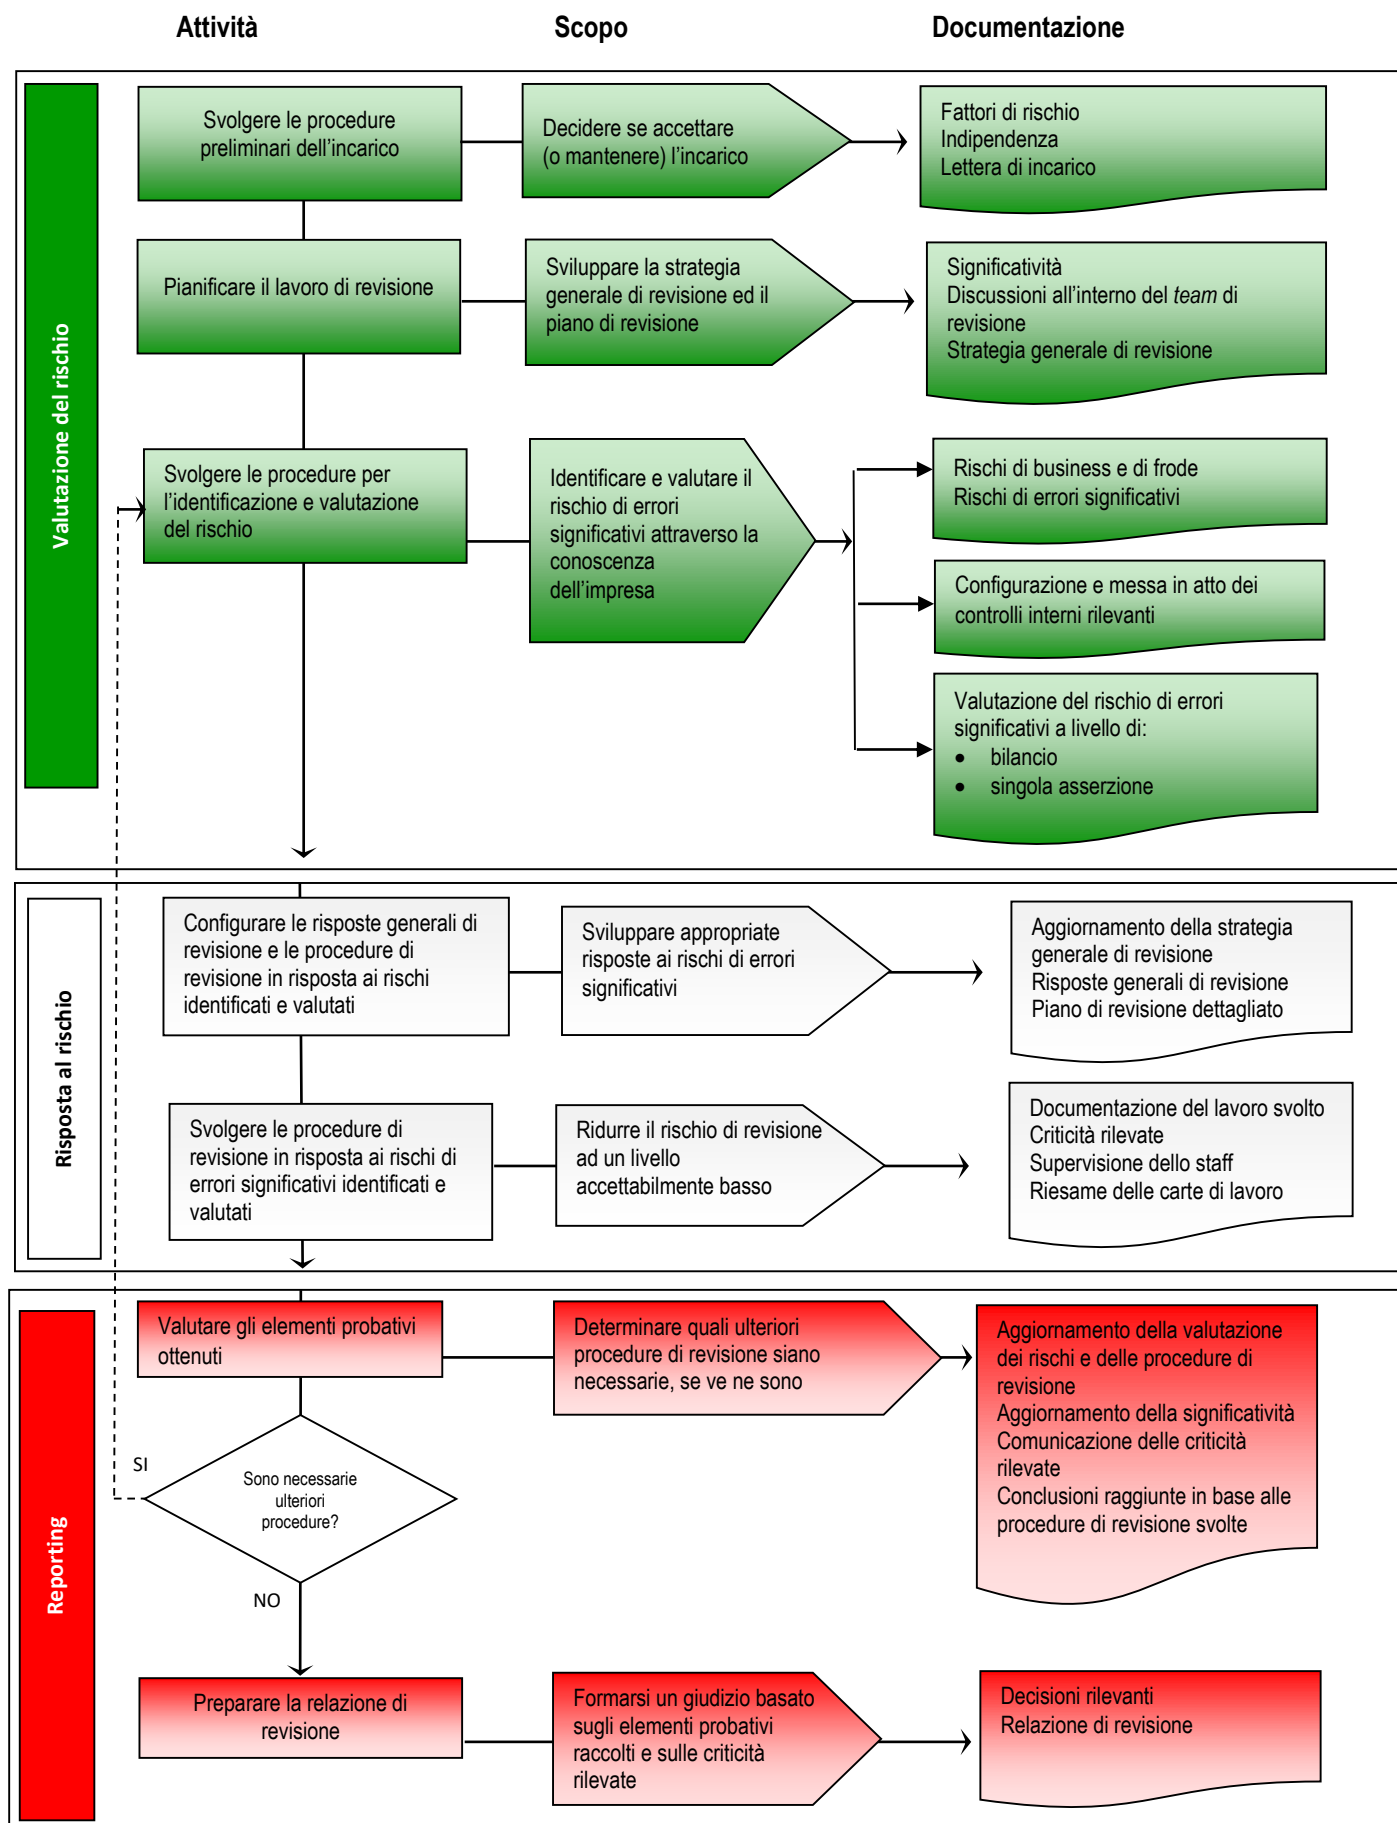 Attività
Scopo
Documentazione
Valutazione del rischio
Svolgere le procedure
preliminari dell'incarico
Decidere se accettare
(o mantenere) l'incarico
Fattori di rischio
Indipendenza
Lettera di incarico
Pianificare il lavoro di revisione
Sviluppare la strategia
generale di revisione ed il
piano di revisione
Significatività
Discussioni all'interno del team di
revisione
Strategia generale di revisione
Svolgere le procedure per
l'identificazione e valutazione
del rischio
Identificare e valutare il
rischio di errori
significativi attraverso la
conoscenza
dell'impresa
Rischi di business e di frode
Rischi di errori significativi
Configurazione e messa in atto dei
controlli interni rilevanti
Valutazione del rischio di errori
significativi a livello di:
• bilancio
• singola asserzione
Risposta al rischio
Configurare le risposte generali di
revisione e le procedure di
revisione in risposta ai rischi
identificati e valutati
Sviluppare appropriate
risposte ai rischi di errori
significativi
Aggiornamento della strategia
generale di revisione
Risposte generali di revisione
Piano di revisione dettagliato
Svolgere le procedure di
revisione in risposta ai rischi di
errori significativi identificati e
valutati
Ridurre il rischio di revisione
ad un livello
accettabilmente basso
Documentazione del lavoro svolto
Criticità rilevate
Supervisione dello staff
Riesame delle carte di lavoro
Reporting
Valutare gli elementi probativi
ottenuti
Determinare quali ulteriori
procedure di revisione siano
necessarie, se ve ne sono
Aggiornamento della valutazione
dei rischi e delle procedure di
revisione
Aggiornamento della significatività
Comunicazione delle criticità
rilevate
Conclusioni raggiunte in base alle
procedure di revisione svolte
SI
Sono necessarie
ulteriori
procedure?
NO
Preparare la relazione di
revisione
Formarsi un giudizio basato
sugli elementi probativi
raccolti e sulle criticità
rilevate
Decisioni rilevanti
Relazione di revisione